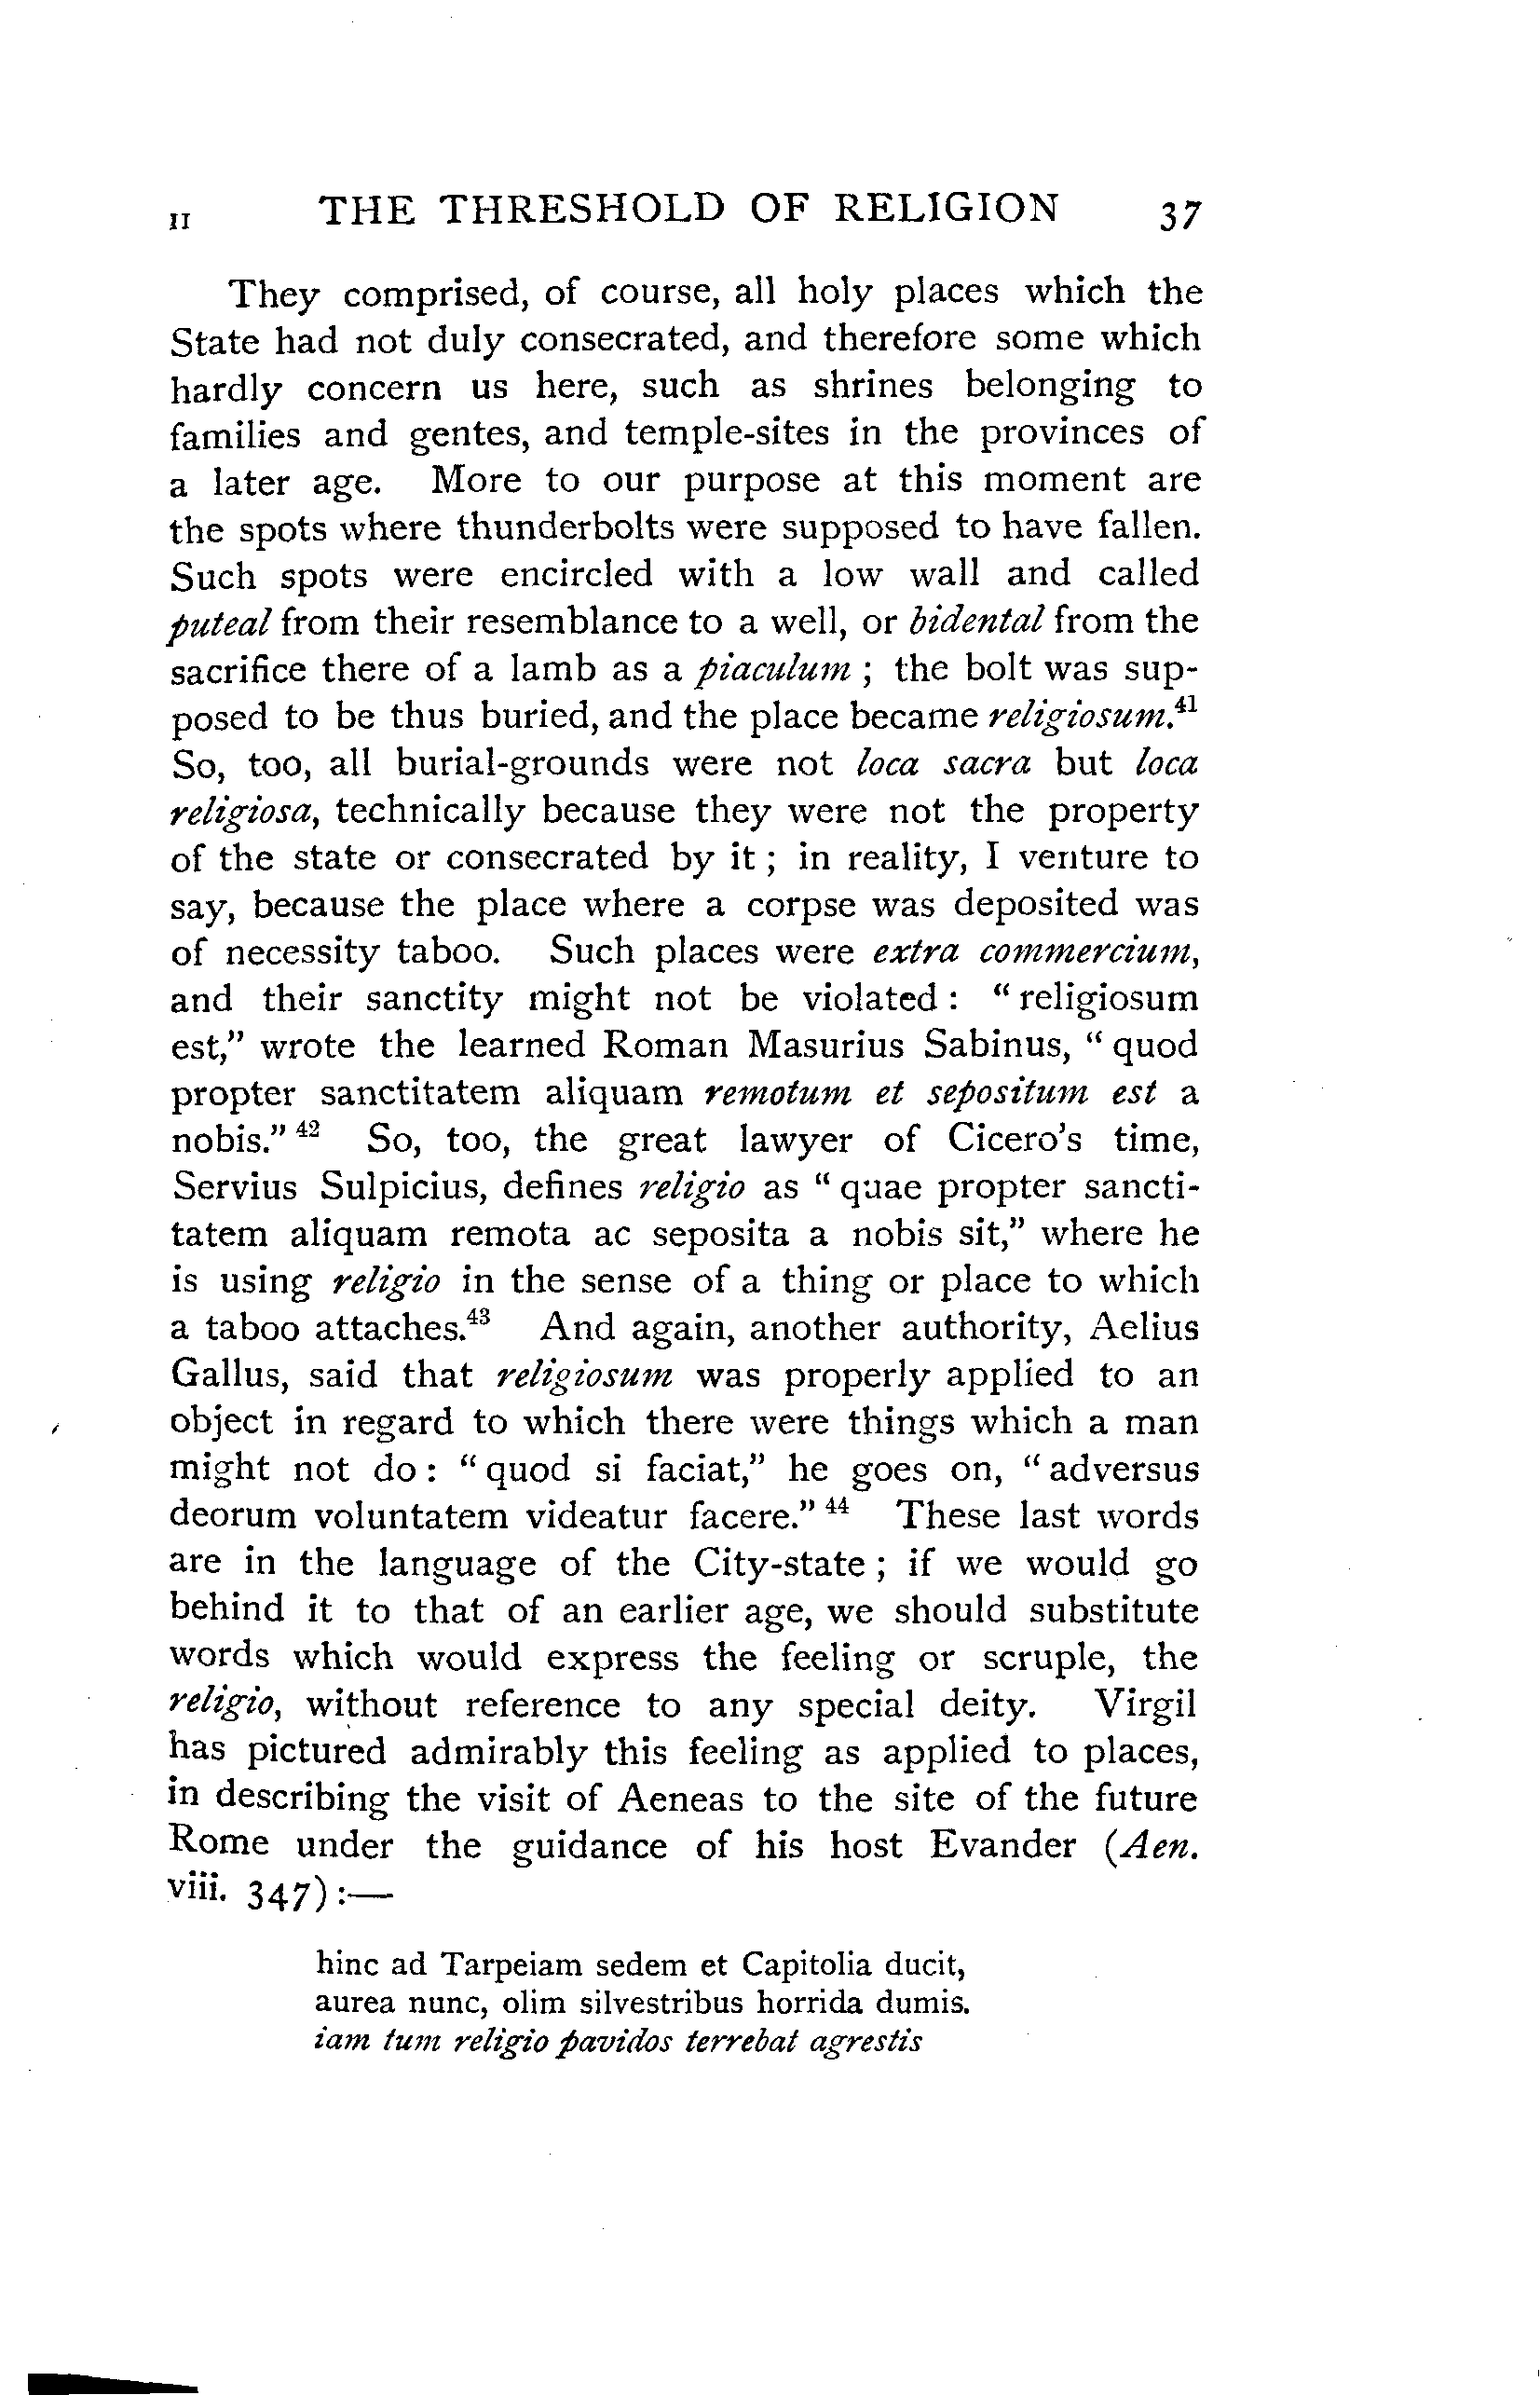 II THE THRESHOLD OF RELIGION 37
They comprised, of course, all holy places which the
State had not duly consecrated, and therefore some which
hardly concern us here, such as shrines belonging to
families and gentes, and temple-sites in the provinces of
a later age. More to our purpose at this moment are
the spots where thunderbolts were supposed to have fallen.
Such spots were encircled with a low wall and called
puteal from their resemblance to a well, or bidental from the
sacrifice there of a lamb as a piaculum ; the bolt was sup-
posed to be thus buried, and the place became religiosum.41
So, too, all burial-grounds were not loca sacra but loca
religiosa, technically because they were not the property
of the state or consecrated by it ; in reality, I venture to
say, because the place where a corpse was deposited was
of necessity taboo. Such places were extra commercium,
and their sanctity might not be violated : “ religiosum
est,” wrote the learned Roman Masurius Sabinus, “ quod
propter sanctitatem aliquam remotum et sepositum est a
nobis.” 42 So, too, the great lawyer of Cicero’s time,
Servius Sulpicius, defines religio as “ quae propter sancti-
tatem aliquam remota ac seposita a nobis sit,” where he
is using religio in the sense of a thing or place to which
a taboo attaches.43 And again, another authority, Aelius
Gallus, said that religiosum was properly applied to an
object in regard to which there were things which a man
might not do : “ quod si faciat,” he goes on, “ adversus
deorum voluntatem videatur facere.” 44 These last words
are in the language of the City-state ; if we would go
behind it to that of an earlier age, we should substitute
words which would express the feeling or scruple, the
religio, without reference to any special deity. Virgil
has pictured admirably this feeling as applied to places,
in describing the visit of Aeneas to the site of the future
Rome under the guidance of his host Evander (Aen.
viii. 347) :—
hinc ad Tarpeiam sedem et Capitolia ducit,
aurea nunc, olim silvestribus horrida dumis.
iam tum religio pavidos terrebat agrestis